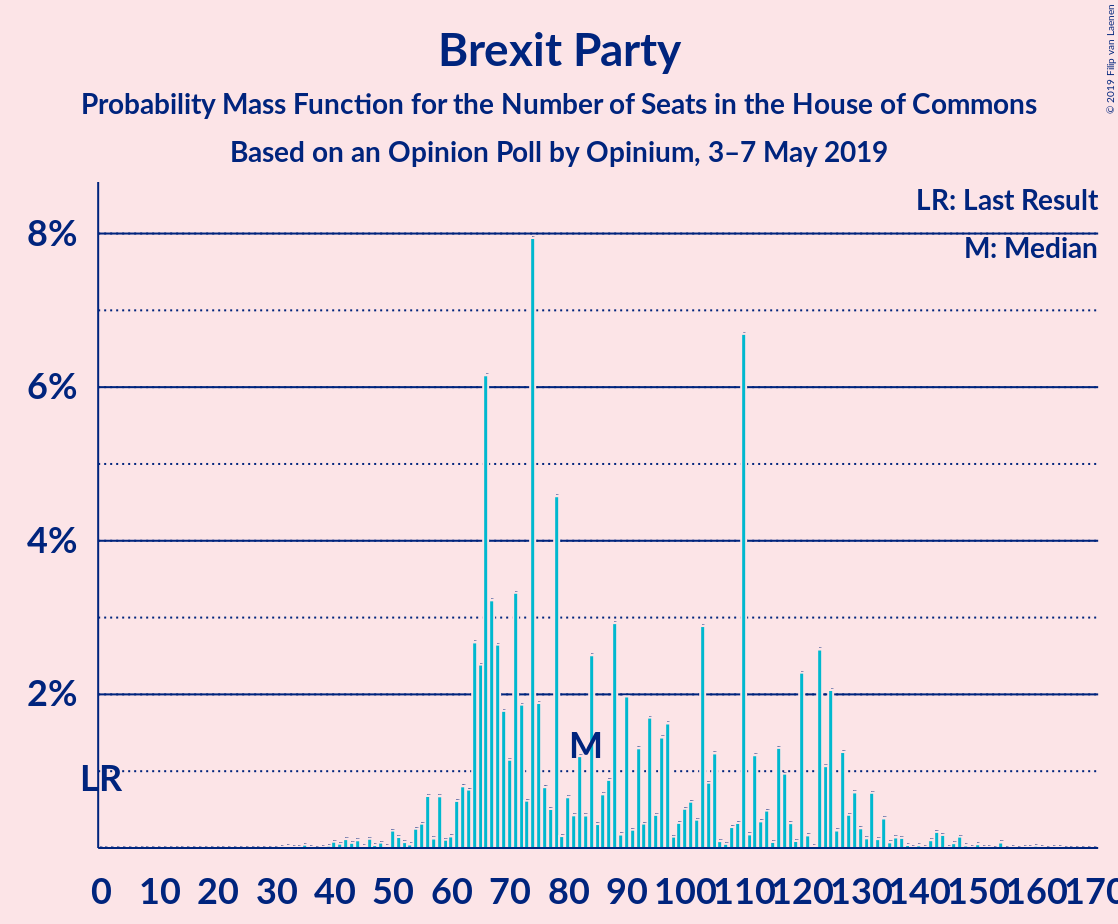 Brexit Party
Probability Mass Function for the Number of Seats in the House of Commons
Based on an Opinion Poll by Opinium, 3–7 May 2019
© 2019 Filip van Laenen
LR: Last Result
M: Median
8%
6%
4%
2%
M
LR
0 10 20 30 40 50 60 70 80 90 100 110 120 130 140 150 160 170